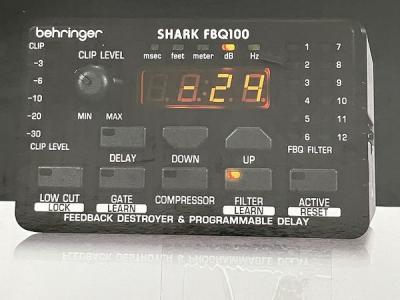 behringer
SHARK FBQ100
CLIP
-3
-6
-10
-20
-30
CLIP LEVEL
CLIP LEVEL
MIN MAX
msec feet meter dB Hz
-24
1 7
2 8
3 9
4 10
5 11
6 12
FBQ FILTER
DELAY DOWN UP
LOW CUT GATE COMPRESSOR FILTER ACTIVE
LOCK LEARN LEARN RESET
FEEDBACK DESTROYER & PROGRAMMABLE DELAY